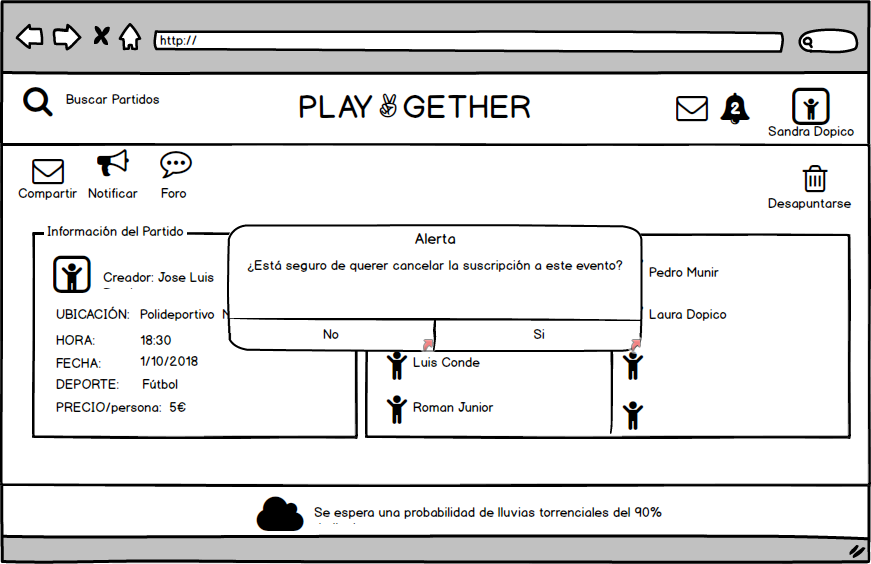 http://
Buscar Partidos
PLAY GETHER
2
Sandra Dopico
Compartir
Notificar
Foro
Desapuntarse
Información del Partido
Alerta
¿Está seguro de querer cancelar la suscripción a este evento?
No
Si
Creador: Jose Luis
UBICACIÓN: Polideportivo
HORA: 18:30
FECHA: 1/10/2018
DEPORTE: Fútbol
PRECIO/persona: 5€
Pedro Munir
Laura Dopico
Luis Conde
Roman Junior
Se espera una probabilidad de lluvias torrenciales del 90%